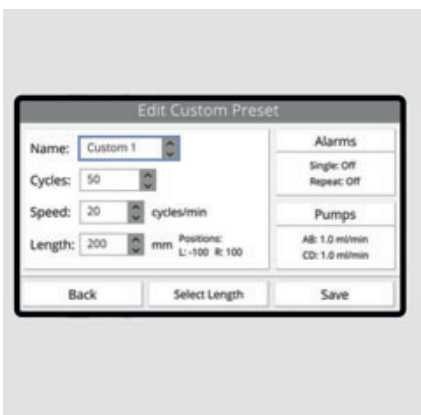 Edit Custom Preset
Name: Custom 1
Cycles: 50
Speed: 20 cycles/min
Length: 200 mm Positions:
L: -100 R: 100
Alarms
Single: Off
Repeat: Off
Pumps
AB: 1.0 ml/min
CD: 1.0 ml/min
Back
Select Length
Save